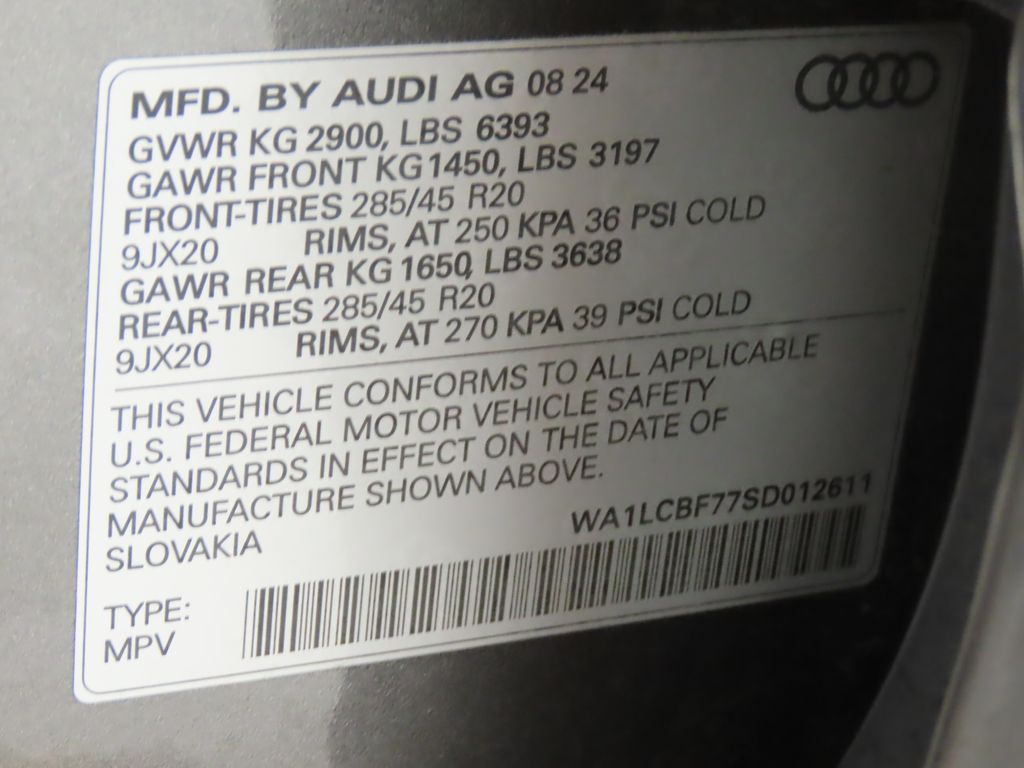 MFD. BY AUDI AG 08 24
GVWR KG 2900, LBS 6393
GAWR FRONT KG 1450, LBS 3197
FRONT-TIRES 285/45 R20
9JX20 RIMS, AT 250 KPA 36 PSI COLD
GAWR REAR KG 1650, LBS 3638
REAR-TIRES 285/45 R20
9JX20 RIMS, AT 270 KPA 39 PSI COLD
THIS VEHICLE CONFORMS TO ALL APPLICABLE
U.S. FEDERAL MOTOR VEHICLE SAFETY
STANDARDS IN EFFECT ON THE DATE OF
MANUFACTURE SHOWN ABOVE.
SLOVAKIA
WA1LCBF77SD012611
TYPE:
MPV